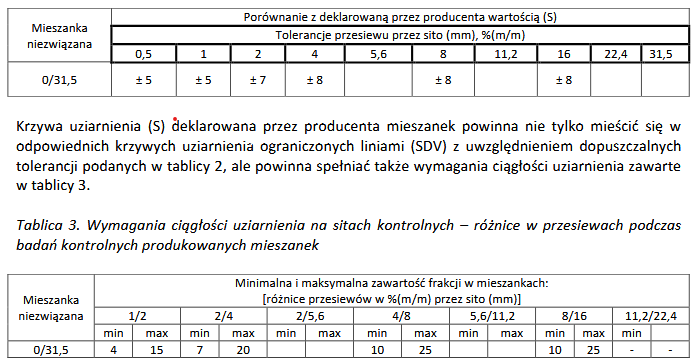 Mieszanka niezwiązana | Porównanie z deklarowaną przez producenta wartością (S)
Tolerancje przesiewu przez sito (mm), %(m/m)
0,5 | 1 | 2 | 4 | 5,6 | 8 | 11,2 | 16 | 22,4 | 31,5
0/31,5 | ± 5 | ± 5 | ± 7 | ± 8 | | ± 8 | | ± 8 | |
Krzywa uziarnienia (S) deklarowana przez producenta mieszanek powinna nie tylko mieścić się w
odpowiednich krzywych uziarnienia ograniczonych liniami (SDV) z uwzględnieniem dopuszczalnych
tolerancji podanych w tablicy 2, ale powinna spełniać także wymagania ciągłości uziarnienia zawarte
w tablicy 3.
Tablica 3. Wymagania ciągłości uziarnienia na sitach kontrolnych – różnice w przesiewach podczas
badań kontrolnych produkowanych mieszanek
Mieszanka niezwiązana | Minimalna i maksymalna zawartość frakcji w mieszankach:
[różnice przesiewów w %(m/m) przez sito (mm)]
1/2 | 2/4 | 2/5,6 | 4/8 | 5,6/11,2 | 8/16 | 11,2/22,4
min | max | min | max | min | max | min | max | min | max | min | max | min |
0/31,5 | 4 | 15 | 7 | 20 | | | 10 | 25 | | | 10 | 25 | - | -